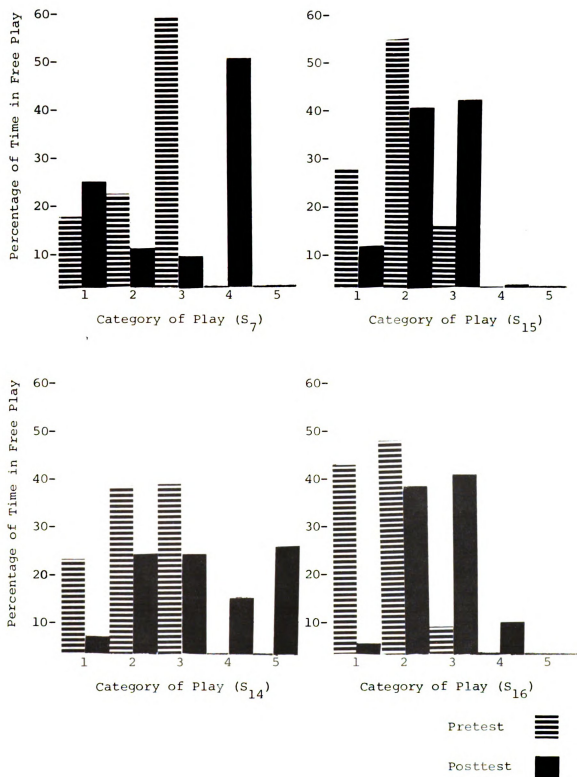 Percentage of Time in Free Play
60-
50-
40-
30-
20-
10-
1 2 3 4 5
Category of Play (S7)
60-
50-
40-
30-
20-
10-
1 2 3 4 5
Category of Play (S15)
Percentage of Time in Free Play
60-
50-
40-
30-
20-
10-
1 2 3 4 5
Category of Play (S14)
60-
50-
40-
30-
20-
10-
1 2 3 4 5
Category of Play (S16)
Pretest
Posttest